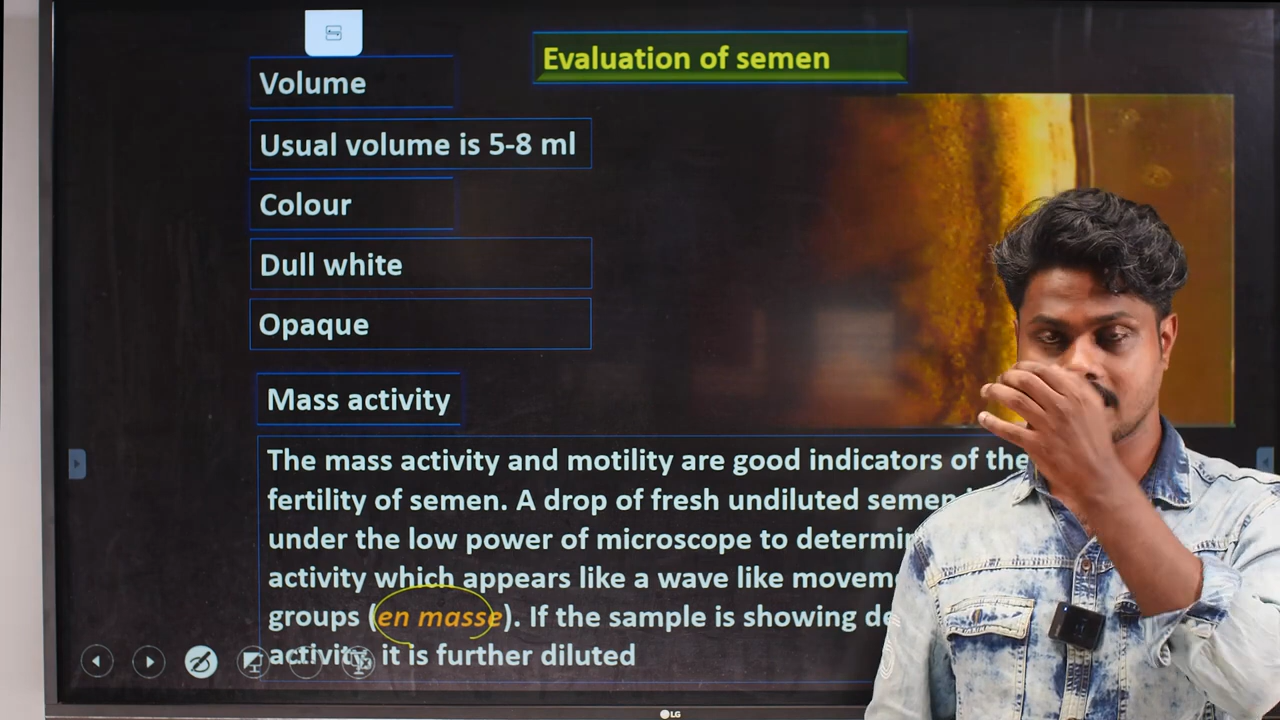 Evaluation of semen
Volume
Usual volume is 5-8 ml
Colour
Dull white
Opaque
Mass activity
The mass activity and motility are good indicators of the
fertility of semen. A drop of fresh undiluted semen
under the low power of microscope to
activity which appears like a wave like
groups (en masse). If the sample is showing
activity it is further diluted
LG